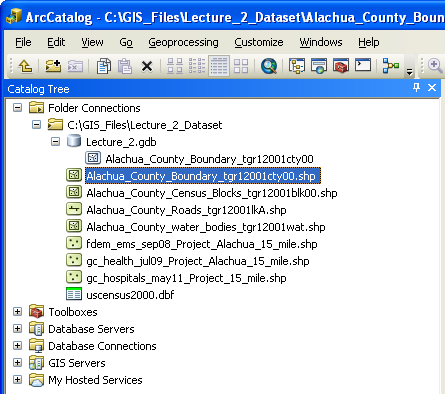 ArcCatalog - C:\GIS_Files\Lecture_2_Dataset\Alachua_County_Boun
File Edit View Go Geoprocessing Customize Windows Help
Catalog Tree
Folder Connections
C:\GIS_Files\Lecture_2_Dataset
Lecture_2.gdb
Alachua_County_Boundary_tgr12001cty00
Alachua_County_Boundary_tgr12001cty00.shp
Alachua_County_Census_Blocks_tgr12001blk00.shp
Alachua_County_Roads_tgr12001lkA.shp
Alachua_County_water_bodies_tgr12001wat.shp
fdem_ems_sep08_Project_Alachua_15_mile.shp
gc_health_jul09_Project_Alachua_15_mile.shp
gc_hospitals_may11_Project_15_mile.shp
uscensus2000.dbf
Toolboxes
Database Servers
Database Connections
GIS Servers
My Hosted Services